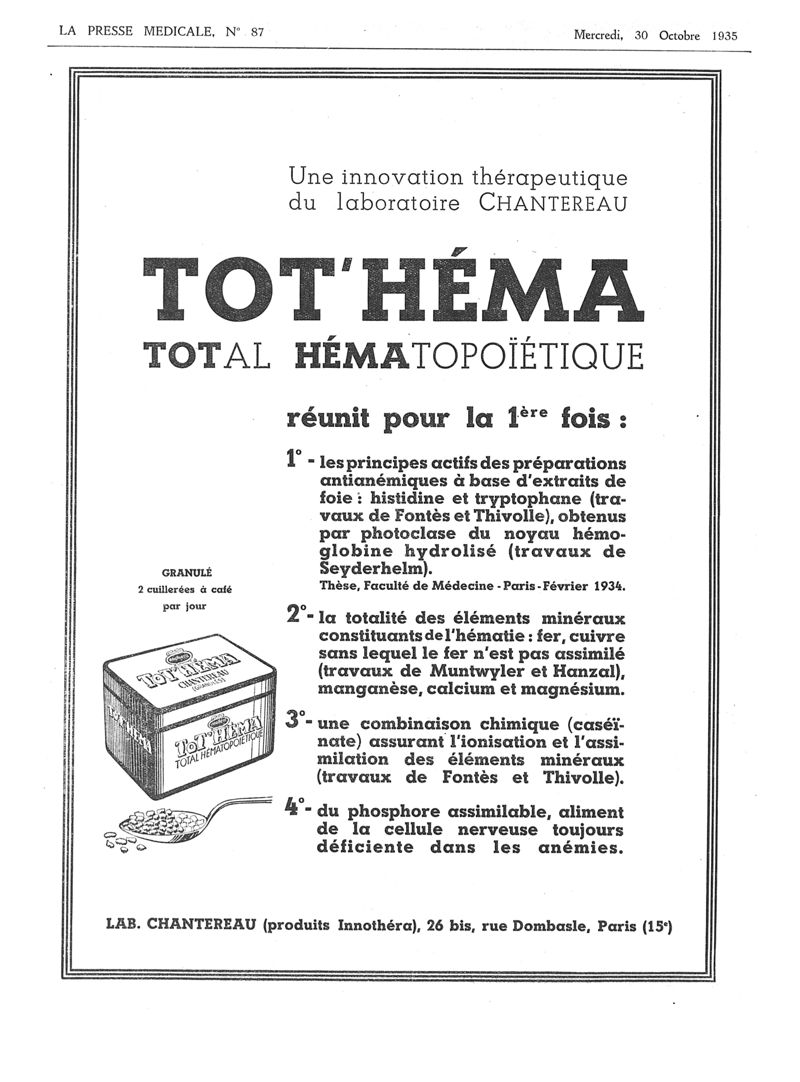 LA PRESSE MEDICALE, N° 87
Mercredi, 30 Octobre 1935
Une innovation thérapeutique
du laboratoire CHANTEREAU
TOT'HÉMA
TOTAL HÉMATOPOÏÉTIQUE
réunit pour la 1ère fois :
1° - les principes actifs des préparations
antianémiques à base d'extraits de
foie : histidine et tryptophane (tra-
vaux de Fontès et Thivolle), obtenus
par photoclase du noyau hémo-
globine hydrolisé (travaux de
Seyderhelm).
Thèse, Faculté de Médecine - Paris - Février 1934.
2° - la totalité des éléments minéraux
constituants de l'hématie : fer, cuivre
sans lequel le fer n'est pas assimilé
(travaux de Muntwyler et Hanzal),
manganèse, calcium et magnésium.
3° - une combinaison chimique (caséï-
nate) assurant l'ionisation et l'assi-
milation des éléments minéraux
(travaux de Fontès et Thivolle).
4° - du phosphore assimilable, aliment
de la cellule nerveuse toujours
déficiente dans les anémies.
GRANULÉ
2 cuillerées à café
par jour
TOT'HÉMA
CHANTEREAU
TOT'HÉMA
TOT'HÉMA
TOTAL HÉMATOPOÏÉTIQUE
LAB. CHANTEREAU (produits Innothéra), 26 bis, rue Dombasle, Paris (15e)